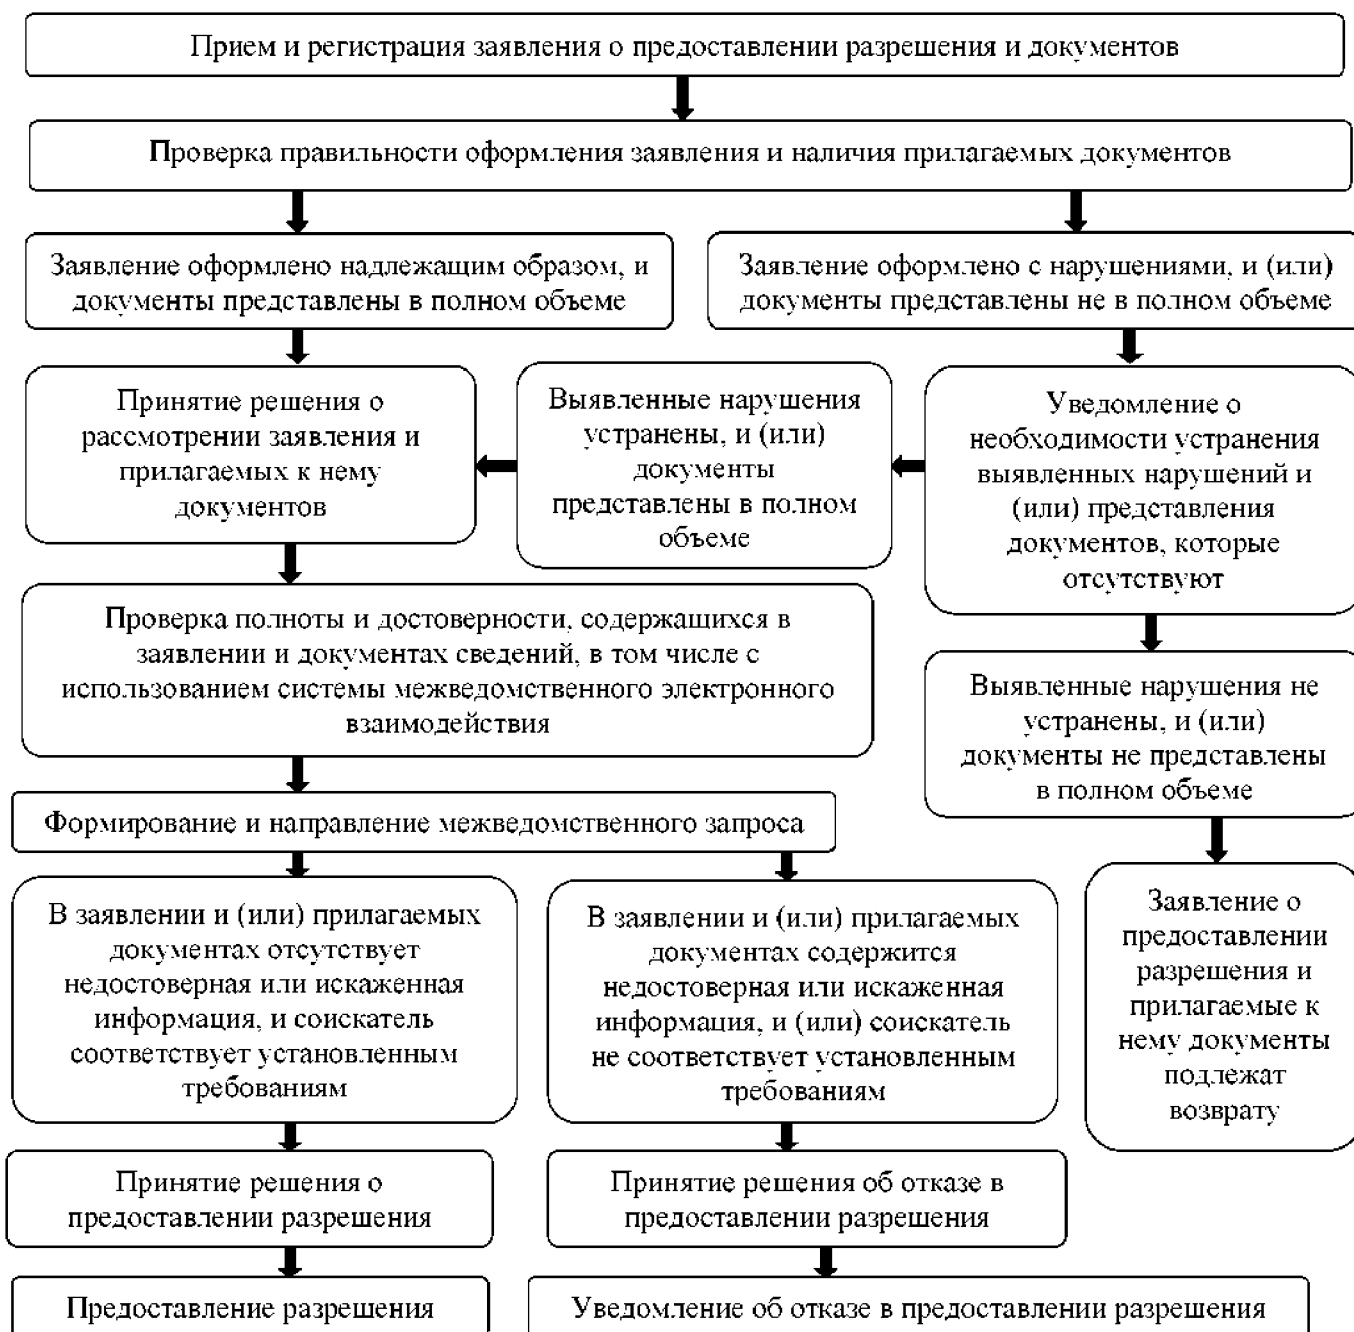 Прием и регистрация заявления о предоставлении разрешения и документов
Проверка правильности оформления заявления и наличия прилагаемых документов
Заявление оформлено надлежащим образом, и
документы представлены в полном объеме
Заявление оформлено с нарушениями, и (или)
документы представлены не в полном объеме
Принятие решения о
рассмотрении заявления и
прилагаемых к нему
документов
Выявленные нарушения
устранены, и (или)
документы
представлены в полном
объеме
Уведомление о
необходимости устранения
выявленных нарушений и
(или) представления
документов, которые
отсутствуют
Проверка полноты и достоверности, содержащихся в
заявлении и документах сведений, в том числе с
использованием системы межведомственного электронного
взаимодействия
Выявленные нарушения не
устранены, и (или)
документы не представлены
в полном объеме
Формирование и направление межведомственного запроса
В заявлении и (или) прилагаемых
документах отсутствует
недостоверная или искаженная
информация, и соискатель
соответствует установленным
требованиям
В заявлении и (или) прилагаемых
документах содержится
недостоверная или искаженная
информация, и (или) соискатель
не соответствует установленным
требованиям
Заявление о
предоставлении
разрешения и
прилагаемые к
нему документы
подлежат
возврату
Принятие решения о
предоставлении разрешения
Принятие решения об отказе в
предоставлении разрешения
Предоставление разрешения
Уведомление об отказе в предоставлении разрешения